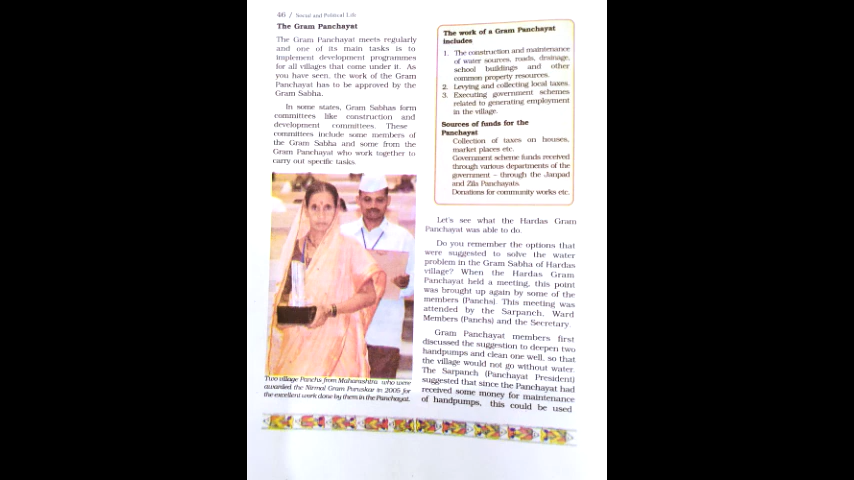 46 / Social and Political Life
The Gram Panchayat
The Gram Panchayat meets regularly
and one of its main tasks is to
implement development programmes
for all villages that come under it. As
you have seen, the work of the Gram
Panchayat has to be approved by the
Gram Sabha.
In some states, Gram Sabhas form
committees like construction and
development committees. These
committees include some members of
the Gram Sabha and some from the
Gram Panchayat who work together to
carry out specific tasks.
Two village Panchs from Maharashtra who were
awarded the Nirmal Gram Puruskar in 2005 for
the excellent work done by them in the Panchayat.
The work of a Gram Panchayat
includes
1. The construction and maintenance
of water sources, roads, drainage,
school buildings and other
common property resources.
2. Levying and collecting local taxes.
3. Executing government schemes
related to generating employment
in the village.
Sources of funds for the
Panchayat
Collection of taxes on houses,
market places etc.
Government scheme funds received
through various departments of the
government – through the Janpad
and Zila Panchayats.
Donations for community works etc.
Let's see what the Hardas Gram
Panchayat was able to do.
Do you remember the options that
were suggested to solve the water
problem in the Gram Sabha of Hardas
village? When the Hardas Gram
Panchayat held a meeting, this point
was brought up again by some of the
members (Panchs). This meeting was
attended by the Sarpanch, Ward
Members (Panchs) and the Secretary.
Gram Panchayat members first
discussed the suggestion to deepen two
handpumps and clean one well, so that
the village would not go without water.
The Sarpanch (Panchayat President)
suggested that since the Panchayat had
received some money for maintenance
of handpumps, this could be used